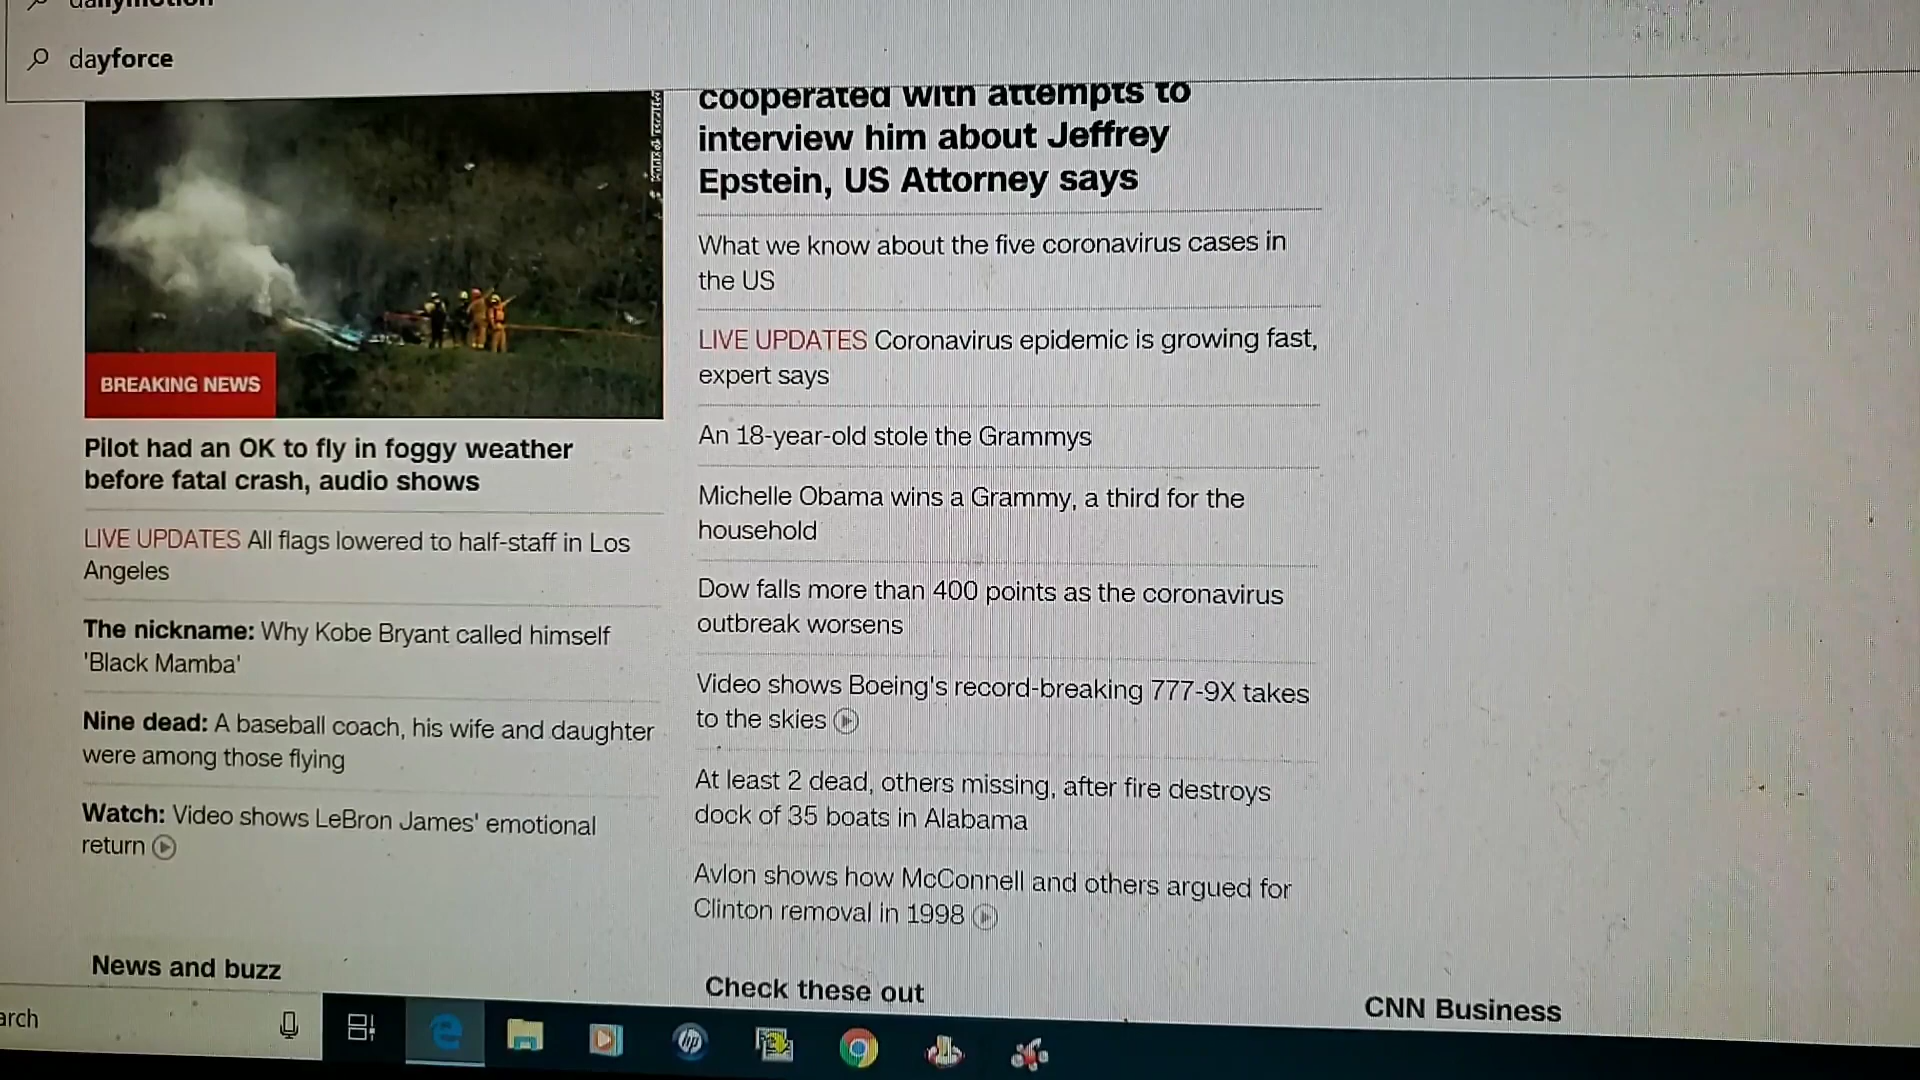 dailymotion
dayforce
BREAKING NEWS
Pilot had an OK to fly in foggy weather
before fatal crash, audio shows
LIVE UPDATES All flags lowered to half-staff in Los
Angeles
The nickname: Why Kobe Bryant called himself
'Black Mamba'
Nine dead: A baseball coach, his wife and daughter
were among those flying
Watch: Video shows LeBron James' emotional
return
News and buzz
cooperated with attempts to
interview him about Jeffrey
Epstein, US Attorney says
What we know about the five coronavirus cases in
the US
LIVE UPDATES Coronavirus epidemic is growing fast,
expert says
An 18-year-old stole the Grammys
Michelle Obama wins a Grammy, a third for the
household
Dow falls more than 400 points as the coronavirus
outbreak worsens
Video shows Boeing's record-breaking 777-9X takes
to the skies
At least 2 dead, others missing, after fire destroys
dock of 35 boats in Alabama
Avlon shows how McConnell and others argued for
Clinton removal in 1998
Check these out
CNN Business
arch
hp